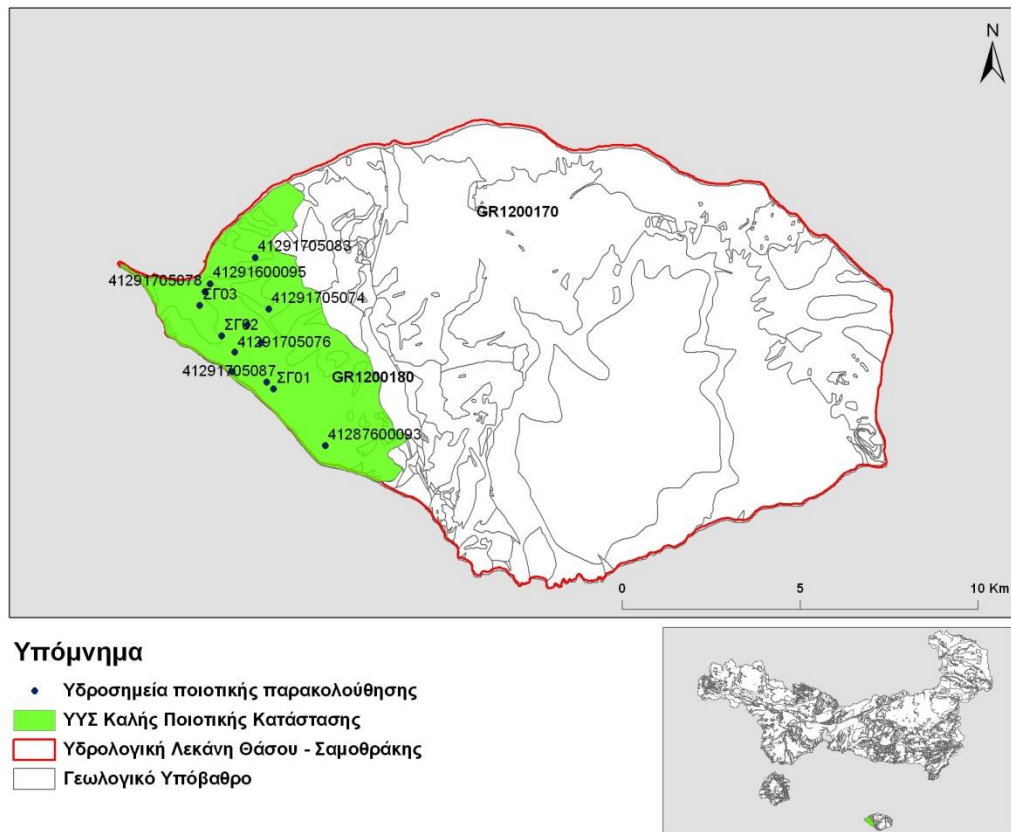 N
GR1200170
41291705083
41291600095
41291705078
ΣΓ03
41291705074
ΣΓ02
41291705076
41291705087
ΣΓ01
GR1200180
41287600093
0 5 10 Km
Υπόμνημα
Υδροσημεία ποιοτικής παρακολούθησης
ΥΥΣ Καλής Ποιοτικής Κατάστασης
Υδρολογική Λεκάνη Θάσου - Σαμοθράκης
Γεωλογικό Υπόβαθρο